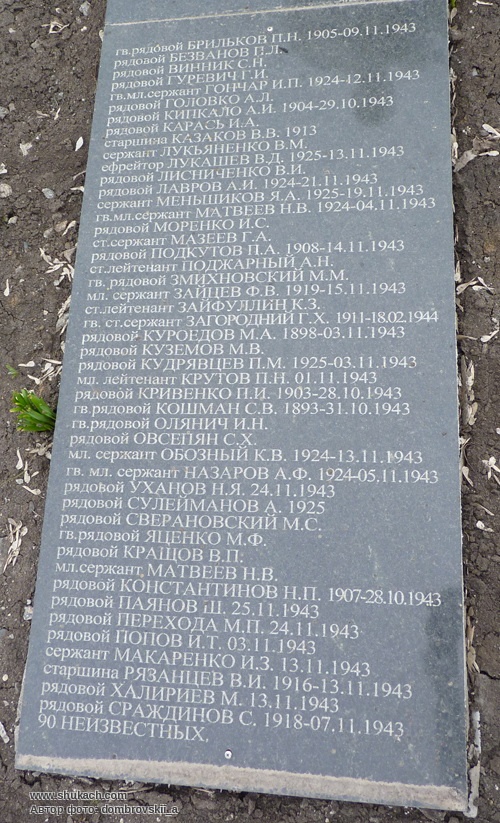 гв.рядовой БРИЛЬКОВ П.Н. 1905-09.11.1943
рядовой БЕЗВАНОВ П.Л.
рядовой ВИННИК С.Н.
рядовой ГУРЕВИЧ Г.И.
гв.мл.сержант ГОНЧАР И.П. 1924-12.11.1943
рядовой ГОЛОВКО А.Л.
рядовой КИПКАЛО А.И. 1904-29.10.1943
рядовой КАРАСЬ И.А.
старшина КАЗАКОВ В.В. 1913
сержант ЛУКЬЯНЕНКО В.М.
ефрейтор ЛУКАШЕВ В.Д. 1925-13.11.1943
рядовой ЛИСНИЧЕНКО В.И.
рядовой ЛАВРОВ А.И. 1924-21.11.1943
сержант МЕНЬШИКОВ Я.А. 1925-19.11.1943
гв.мл.сержант МАТВЕЕВ Н.В. 1924-04.11.1943
рядовой МОРЕНКО И.С.
ст.сержант МАЗЕЕВ Г.А.
рядовой ПОДКУТОВ П.А. 1908-14.11.1943
ст.лейтенант ПОДЖАРНЫЙ А.Н.
гв. рядовой ЗМИХНОВСКИЙ М.М.
мл. сержант ЗАЙЦЕВ Ф.В. 1919-15.11.1943
ст.лейтенант ЗАЙФУЛЛИН К.З.
гв. ст.сержант ЗАГОРОДНИЙ Г.Х. 1911-18.02.1944
рядовой КУРОЕДОВ М.А. 1898-03.11.1943
рядовой КУЗЕМОВ М.В.
рядовой КУДРЯВЦЕВ П.М. 1925-03.11.1943
мл. лейтенант КРУТОВ П.Н. 01.11.1943
рядовой КРИВЕНКО П.И. 1903-28.10.1943
гв.рядовой КОШМАН С.В. 1893-31.10.1943
гв.рядовой ОЛЯНИЧ И.Н.
рядовой ОВСЕПЯН С.Х.
мл. сержант ОБОЗНЫЙ К.В. 1924-13.11.1943
гв. мл. сержант НАЗАРОВ А.Ф. 1924-05.11.1943
рядовой УХАНОВ Н.Я. 24.11.1943
рядовой СУЛЕЙМАНОВ А. 1925
рядовой СВЕРАНОВСКИЙ М.С.
гв.рядовой ЯЦЕНКО М.Ф.
рядовой КРАЩОВ В.П.
мл.сержант, МАТВЕЕВ Н.В.
рядовой КОНСТАНТИНОВ Н.П. 1907-28.10.1943
рядовой ПАЯНОВ Ш. 25.11.1943
рядовой ПЕРЕХОДА М.П. 24.11.1943
рядовой ПОПОВ И.Т. 03.11.1943
сержант МАКАРЕНКО И.З. 13.11.1943
старшина РЯЗАНЦЕВ В.И. 1916-13.11.1943
рядовой ХАЛИРИЕВ М. 13.11.1943
рядовой СРАЖДИНОВ С. 1918-07.11.1943
90 НЕИЗВЕСТНЫХ.
www.shukach.com
Автор фото- dombrovskii_a